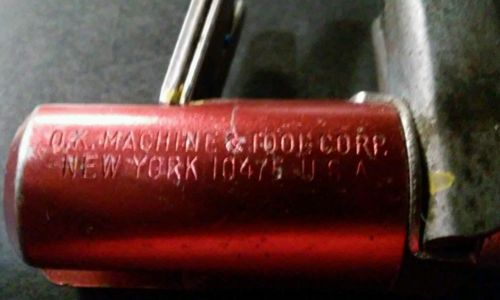 O.K. MACHINE & TOOL CORP.
NEW YORK 10475 U S A